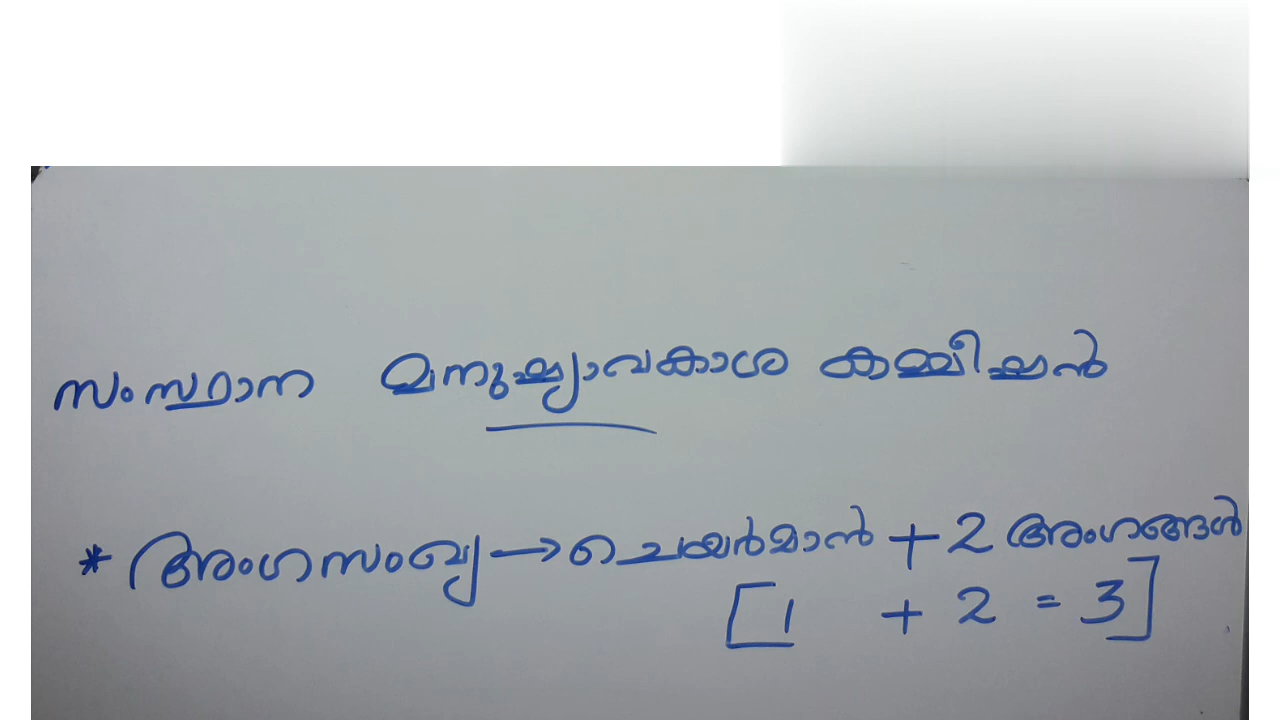 സംസ്ഥാന മനുഷ്യാവകാശ കമ്മീഷൻ
* അംഗസംഖ്യ → ചെയർമാൻ + 2 അംഗങ്ങൾ
[1 + 2 = 3]